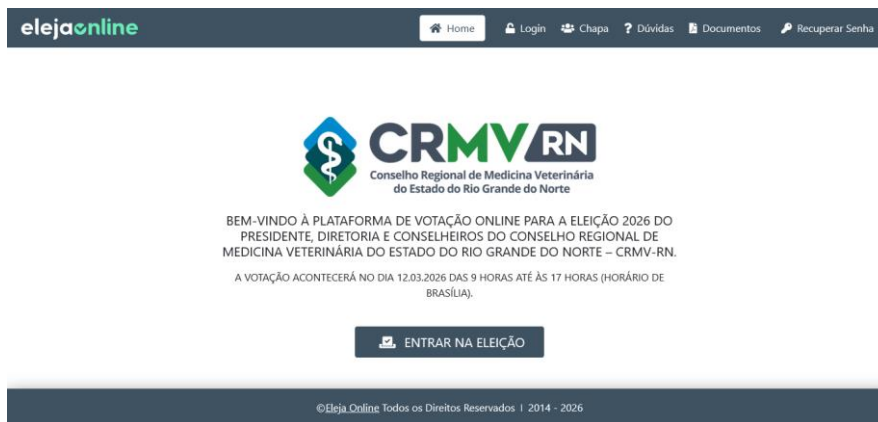 elejaonline
Home Login Chapa ? Dúvidas Documentos Recuperar Senha
CRMV/RN
Conselho Regional de Medicina Veterinária
do Estado do Rio Grande do Norte
BEM-VINDO À PLATAFORMA DE VOTAÇÃO ONLINE PARA A ELEIÇÃO 2026 DO
PRESIDENTE, DIRETORIA E CONSELHEIROS DO CONSELHO REGIONAL DE
MEDICINA VETERINÁRIA DO ESTADO DO RIO GRANDE DO NORTE – CRMV-RN.
A VOTAÇÃO ACONTECERÁ NO DIA 12.03.2026 DAS 9 HORAS ATÉ ÀS 17 HORAS (HORÁRIO DE
BRASÍLIA).
ENTRAR NA ELEIÇÃO
©Eleja Online Todos os Direitos Reservados | 2014 - 2026